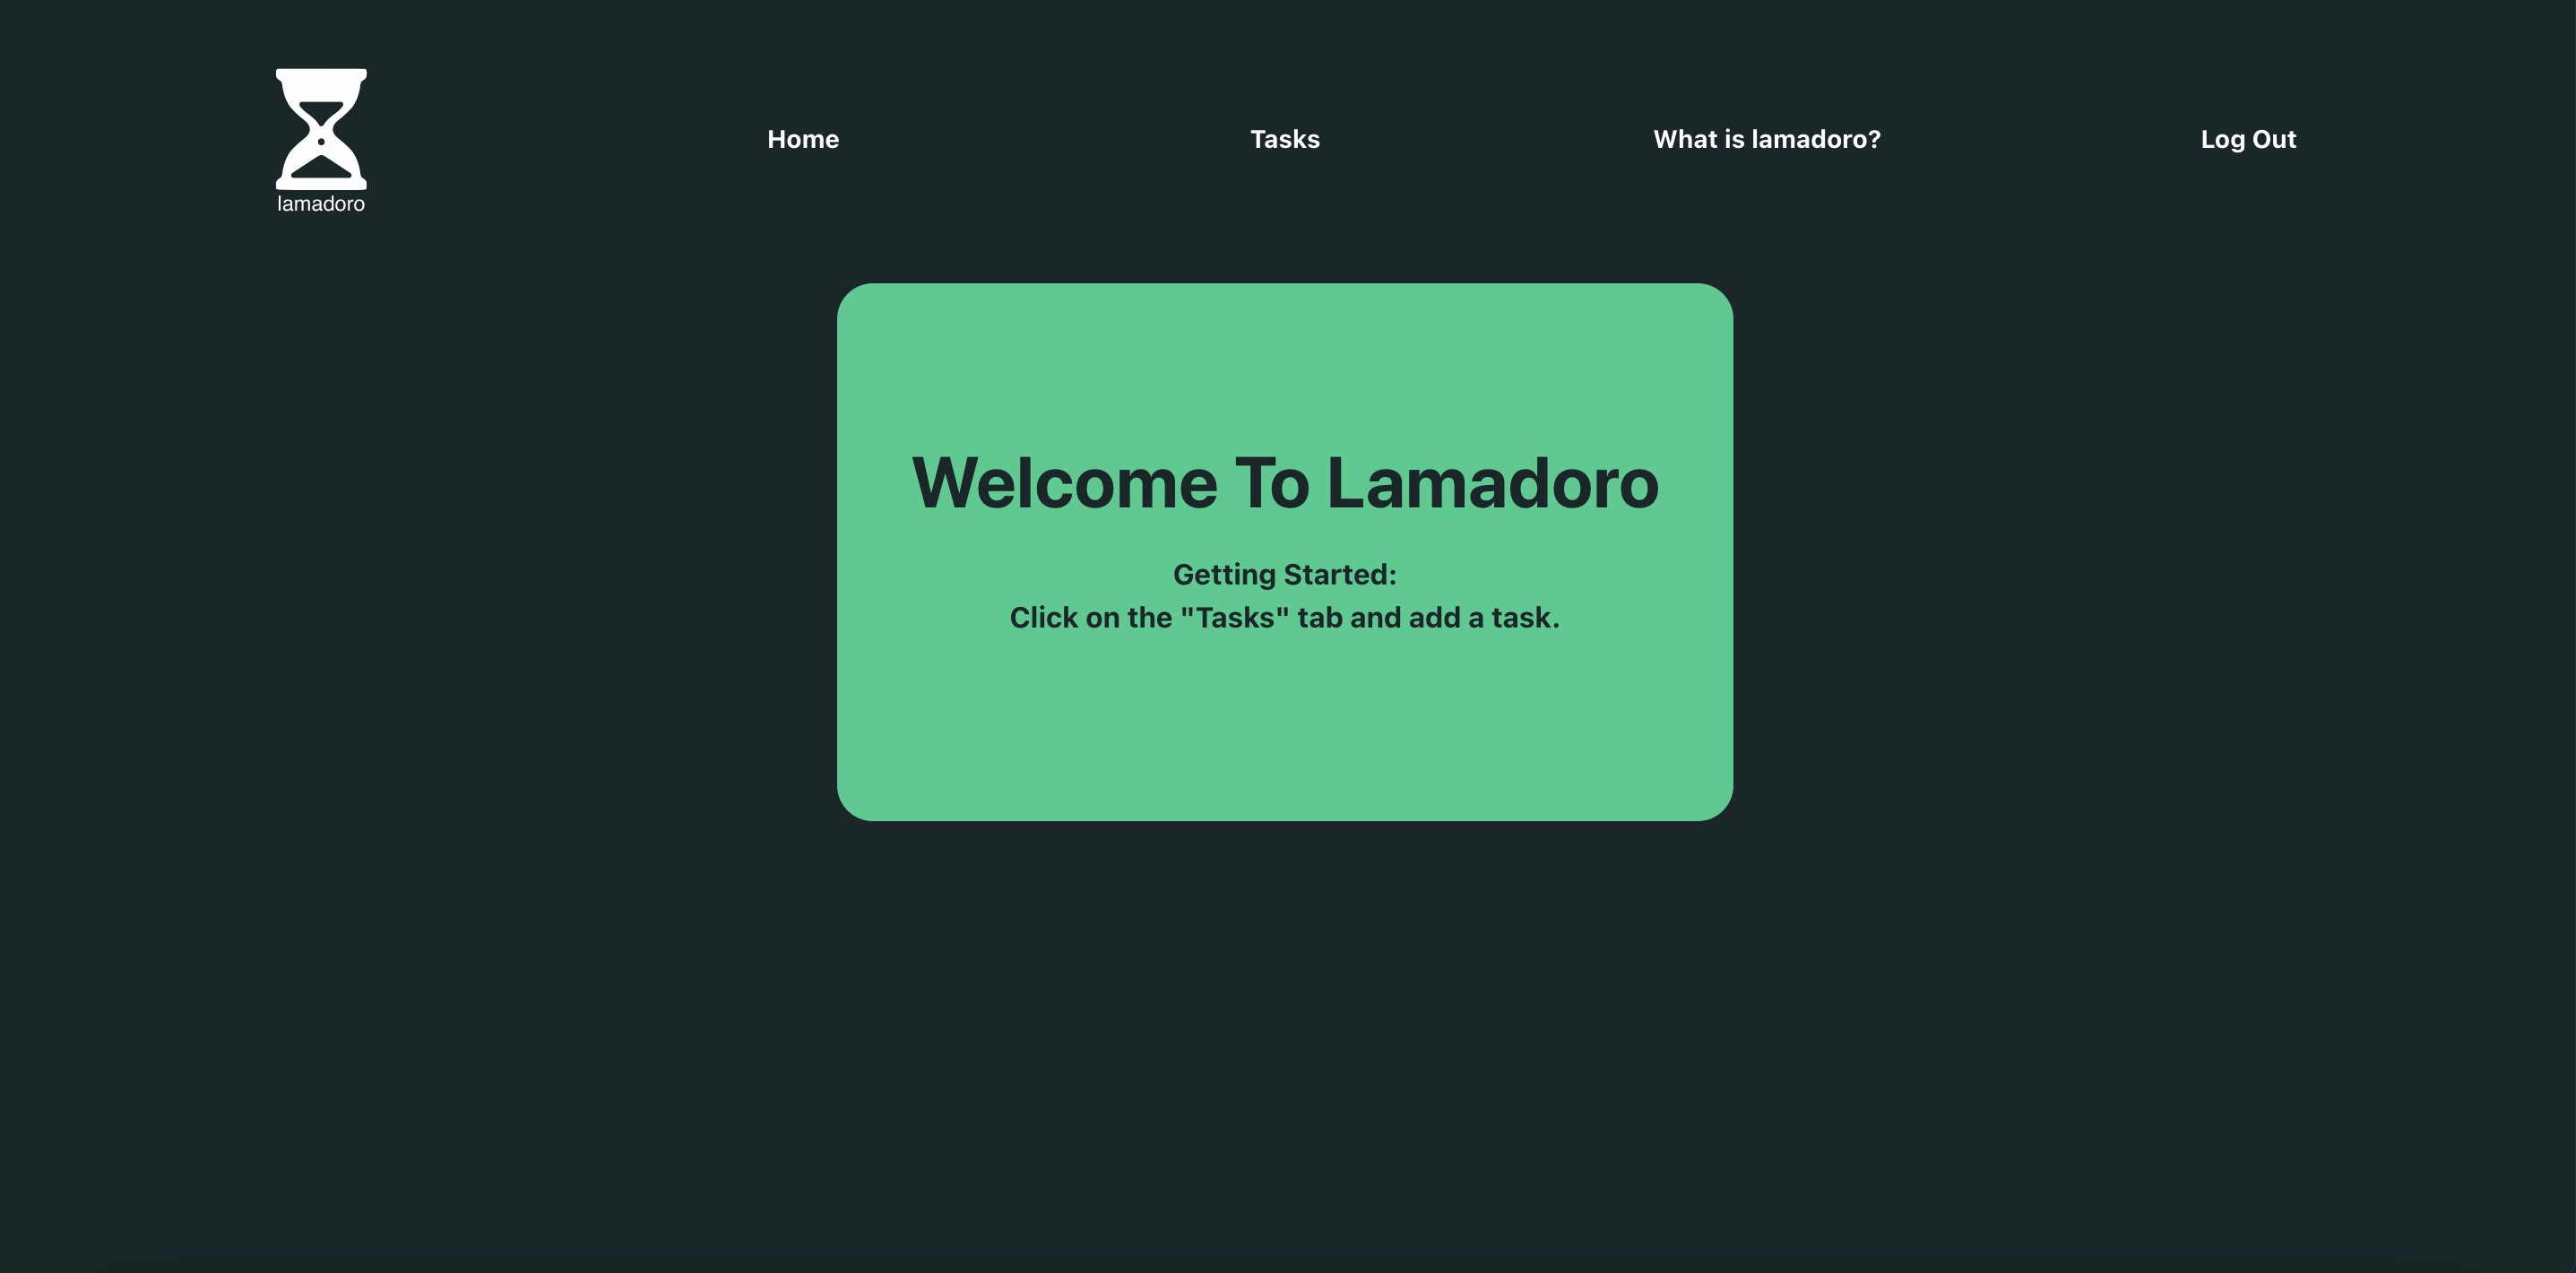 lamadoro
Home
Tasks
What is lamadoro?
Log Out
Welcome To Lamadoro
Getting Started:
Click on the "Tasks" tab and add a task.